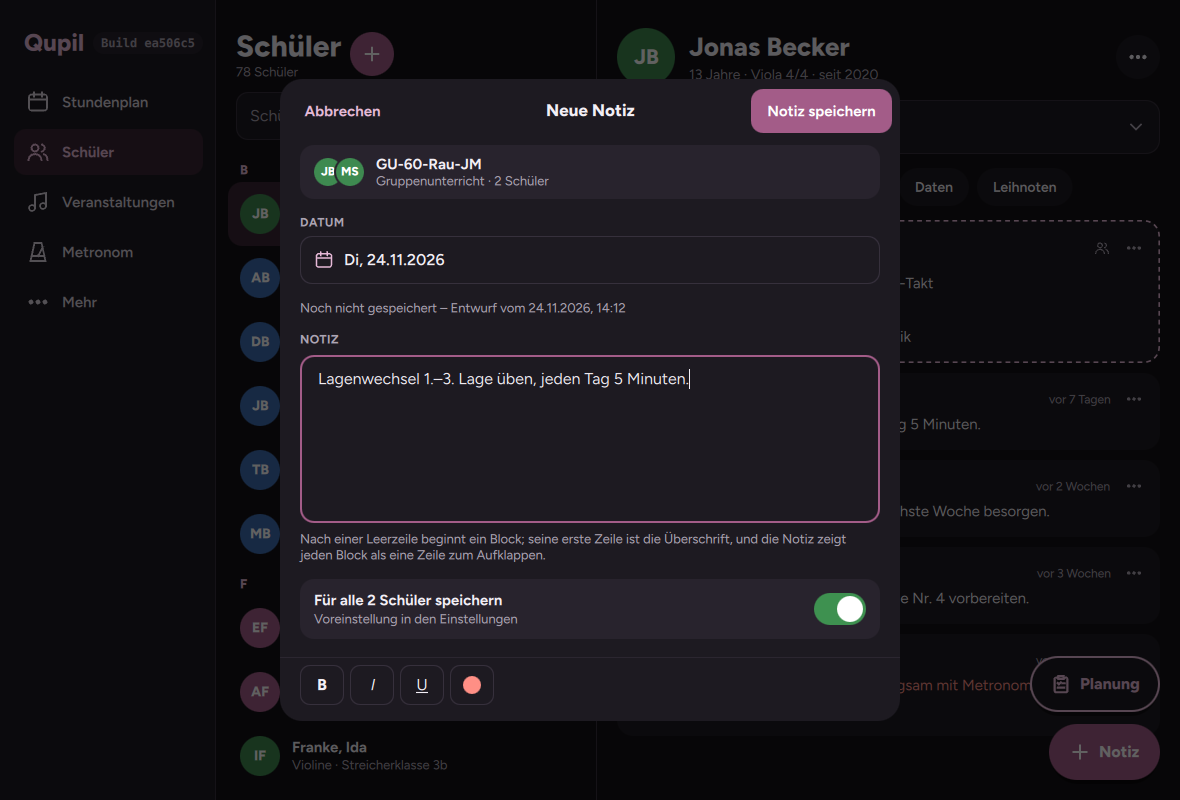 Qupil
Build ea506c5
Stundenplan
Schüler
Veranstaltungen
Metronom
Mehr
Schüler
78 Schüler
B
JB
AB
DB
JB
TB
MB
F
EF
AF
IF
Franke, Ida
Violine · Streicherklasse 3b
JB
Jonas Becker
13 Jahre · Viola 4/4 · seit 2020
Daten
Leihnoten
-Takt
ik
vor 7 Tagen
g 5 Minuten.
vor 2 Wochen
hste Woche besorgen.
vor 3 Wochen
e Nr. 4 vorbereiten.
gsam mit Metronom
Planung
Notiz
Abbrechen
Neue Notiz
Notiz speichern
JB
MS
GU-60-Rau-JM
Gruppenunterricht · 2 Schüler
DATUM
Di, 24.11.2026
Noch nicht gespeichert – Entwurf vom 24.11.2026, 14:12
NOTIZ
Lagenwechsel 1.–3. Lage üben, jeden Tag 5 Minuten.
Nach einer Leerzeile beginnt ein Block; seine erste Zeile ist die Überschrift, und die Notiz zeigt
jeden Block als eine Zeile zum Aufklappen.
Für alle 2 Schüler speichern
Voreinstellung in den Einstellungen
B
I
U